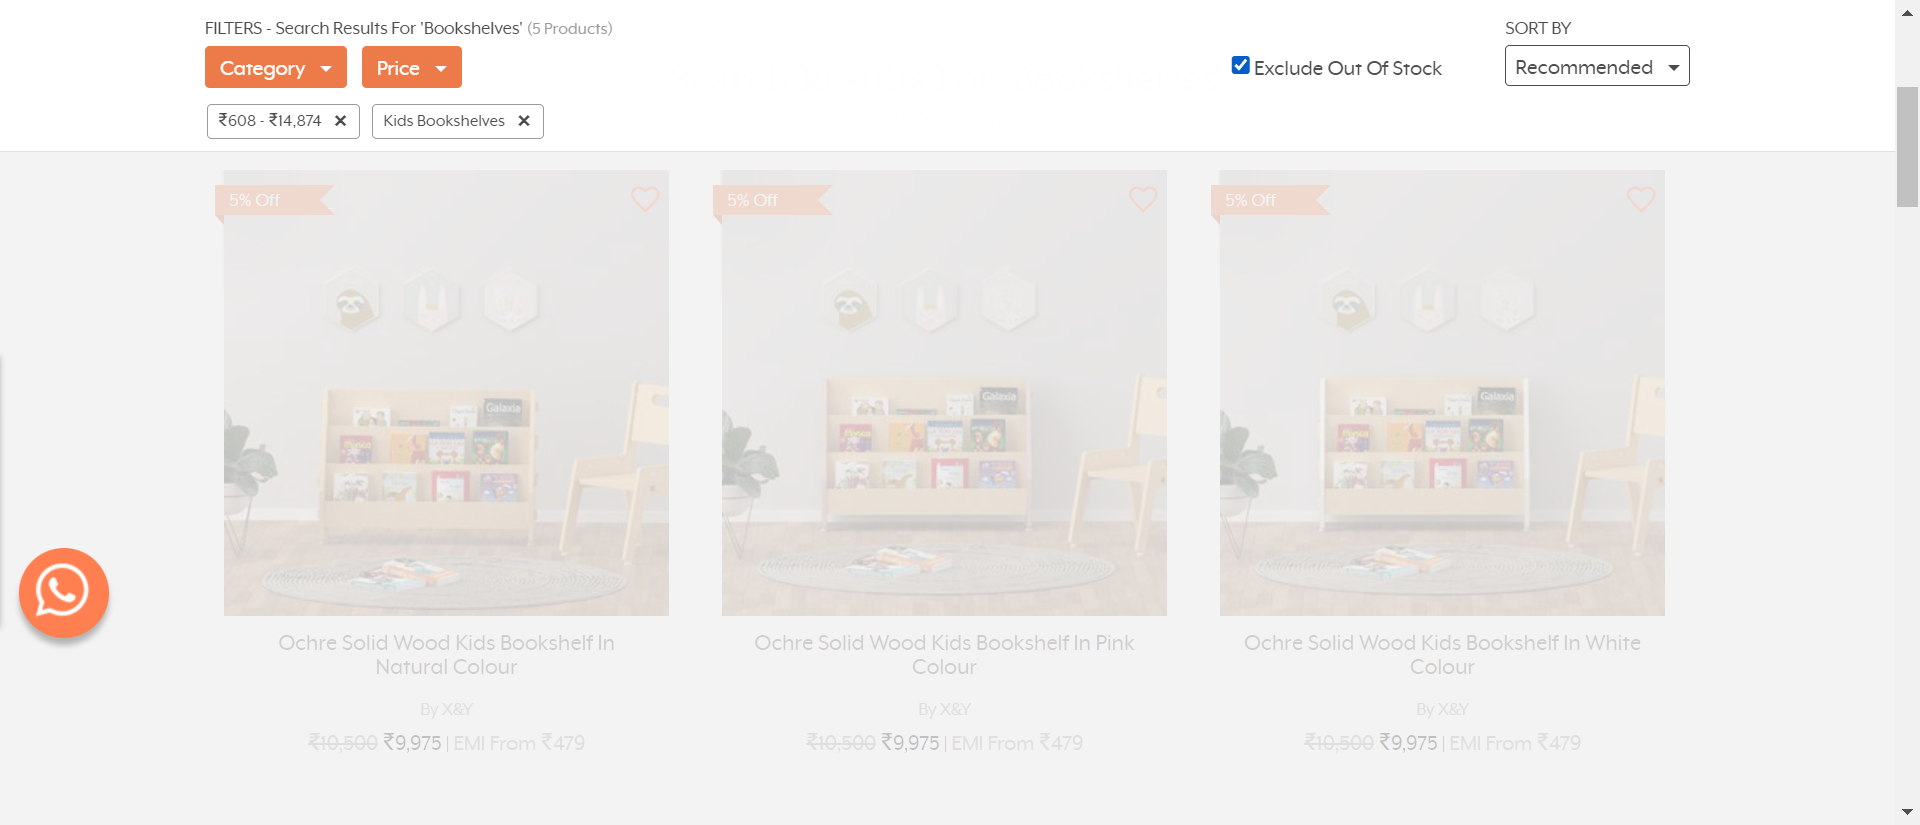 FILTERS - Search Results For 'Bookshelves' (5 Products)
SORT BY
Category
Price
Exclude Out Of Stock
Recommended
₹608 - ₹14,874 ×
Kids Bookshelves ×
5% Off
5% Off
5% Off
Galaxia
Galaxia
Galaxia
Ochre Solid Wood Kids Bookshelf In
Natural Colour
Ochre Solid Wood Kids Bookshelf In Pink
Colour
Ochre Solid Wood Kids Bookshelf In White
Colour
By X&Y
By X&Y
By X&Y
₹10,500 ₹9,975 | EMI From ₹479
₹10,500 ₹9,975 | EMI From ₹479
₹10,500 ₹9,975 | EMI From ₹479